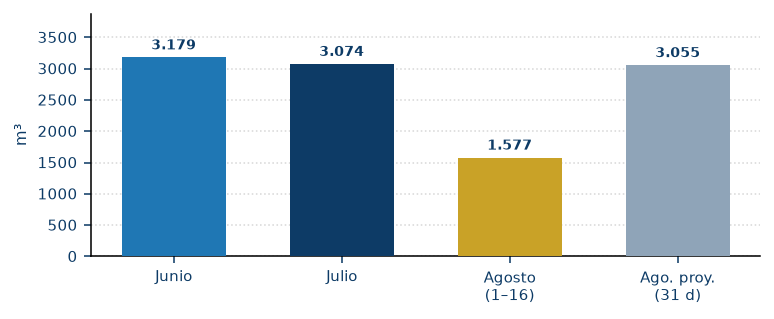 m³
3500
3000
2500
2000
1500
1000
500
0
3.179
3.074
1.577
3.055
Junio
Julio
Agosto
(1–16)
Ago. proy.
(31 d)